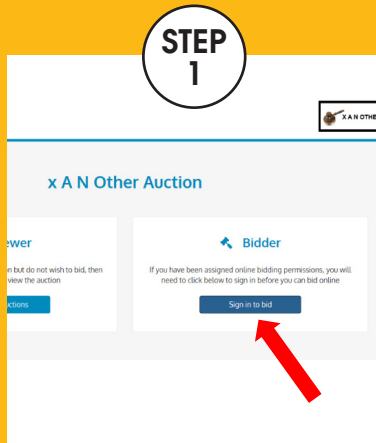 STEP
1
X A N OTHE
x A N Other Auction
ewer
Bidder
n but do not wish to bid, then
view the auction
If you have been assigned online bidding permissions, you will
need to click below to sign in before you can bid online
ctions
Sign in to bid